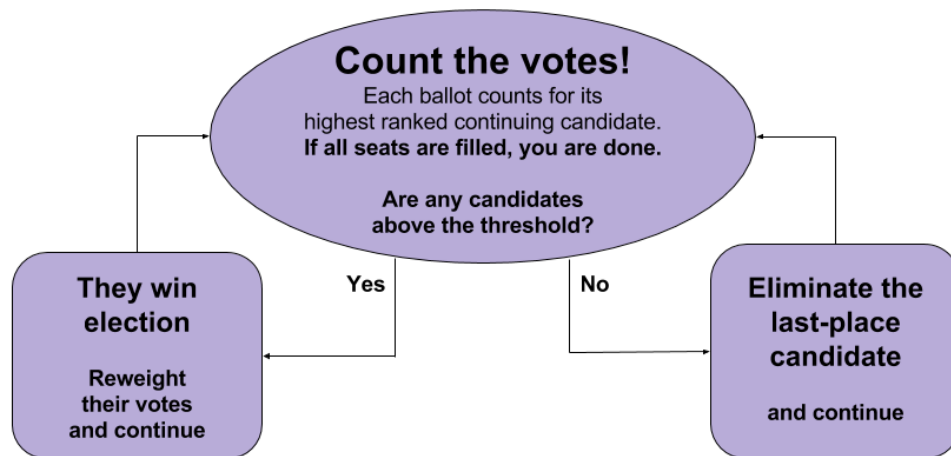 Count the votes!
Each ballot counts for its
highest ranked continuing candidate.
If all seats are filled, you are done.
Are any candidates
above the threshold?
Yes
No
They win
election
Reweight
their votes
and continue
Eliminate the
last-place
candidate
and continue